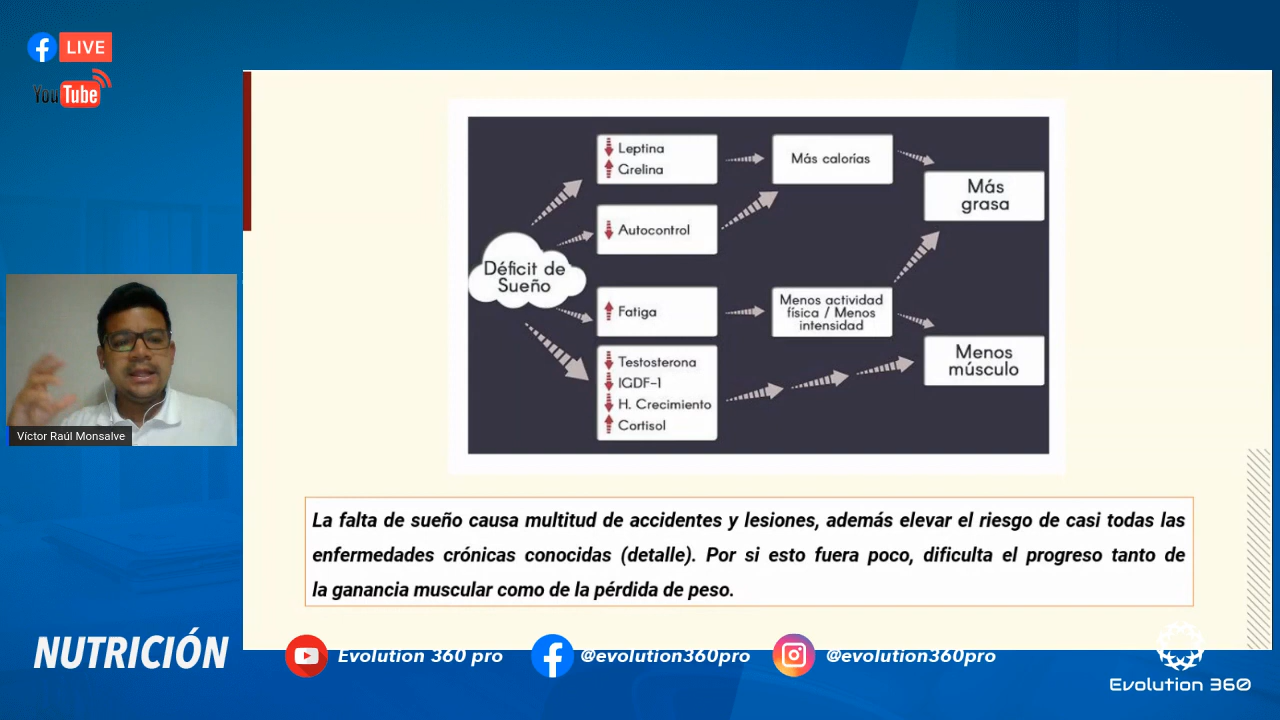 LIVE
YouTube
Leptina
Grelina
Más calorías
Más
grasa
Autocontrol
Déficit de
Sueño
Fatiga
Menos actividad
física / Menos
intensidad
Testosterona
IGDF-1
H. Crecimiento
Cortisol
Menos
músculo
Víctor Raúl Monsalve
La falta de sueño causa multitud de accidentes y lesiones, además elevar el riesgo de casi todas las
enfermedades crónicas conocidas (detalle). Por si esto fuera poco, dificulta el progreso tanto de
la ganancia muscular como de la pérdida de peso.
NUTRICIÓN
Evolution 360 pro
@evolution360pro
@evolution360pro
Evolution 360